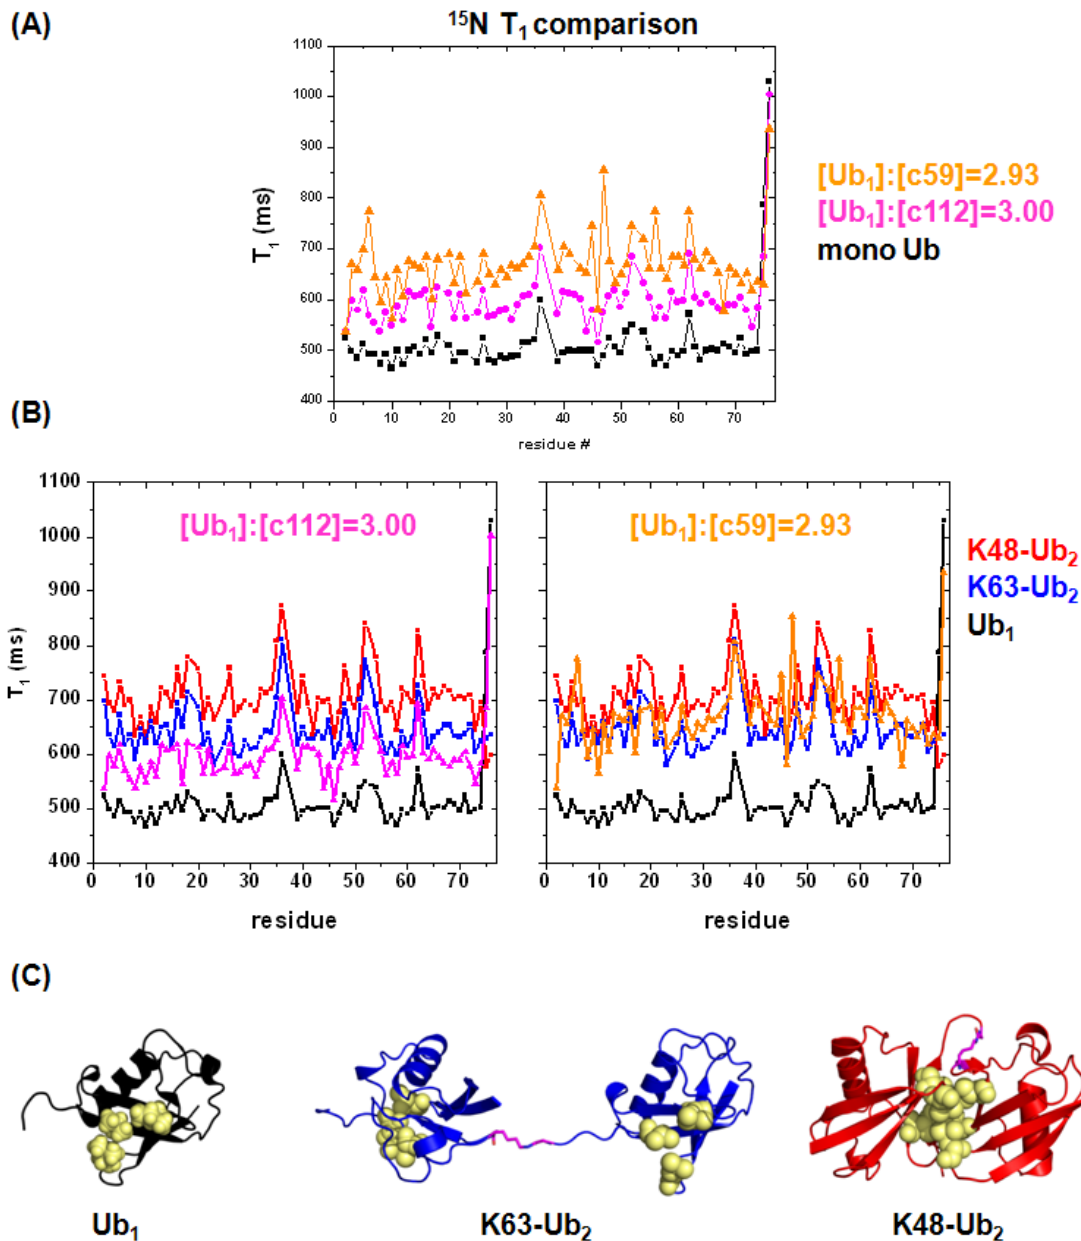 (A)
¹⁵N T₁ comparison
1100
1000
900
800
700
600
500
400
T₁ (ms)
0 10 20 30 40 50 60 70
residue #
[Ub₁]:[c59]=2.93
[Ub₁]:[c112]=3.00
mono Ub
(B)
1100
1000
900
800
700
600
500
400
T₁ (ms)
[Ub₁]:[c112]=3.00
[Ub₁]:[c59]=2.93
K48-Ub₂
K63-Ub₂
Ub₁
0 10 20 30 40 50 60 70
0 10 20 30 40 50 60 70
residue
residue
(C)
Ub₁
K63-Ub₂
K48-Ub₂